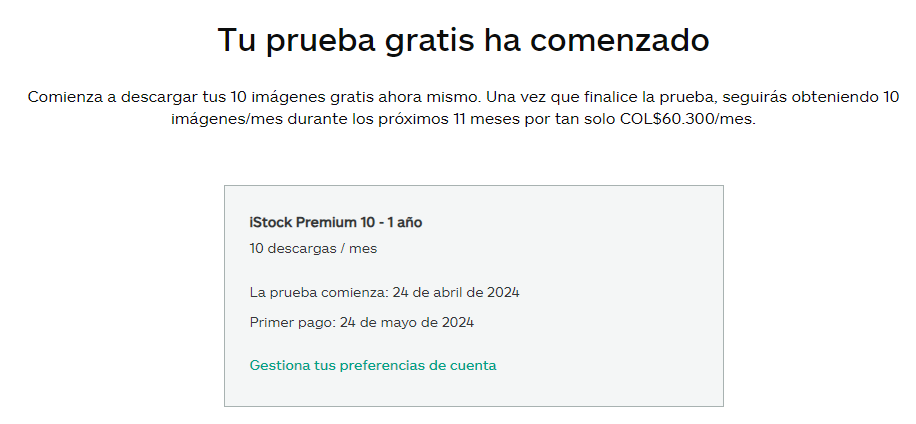 Tu prueba gratis ha comenzado
Comienza a descargar tus 10 imágenes gratis ahora mismo. Una vez que finalice la prueba, seguirás obteniendo 10
imágenes/mes durante los próximos 11 meses por tan solo COL$60.300/mes.
iStock Premium 10 - 1 año
10 descargas / mes
La prueba comienza: 24 de abril de 2024
Primer pago: 24 de mayo de 2024
Gestiona tus preferencias de cuenta